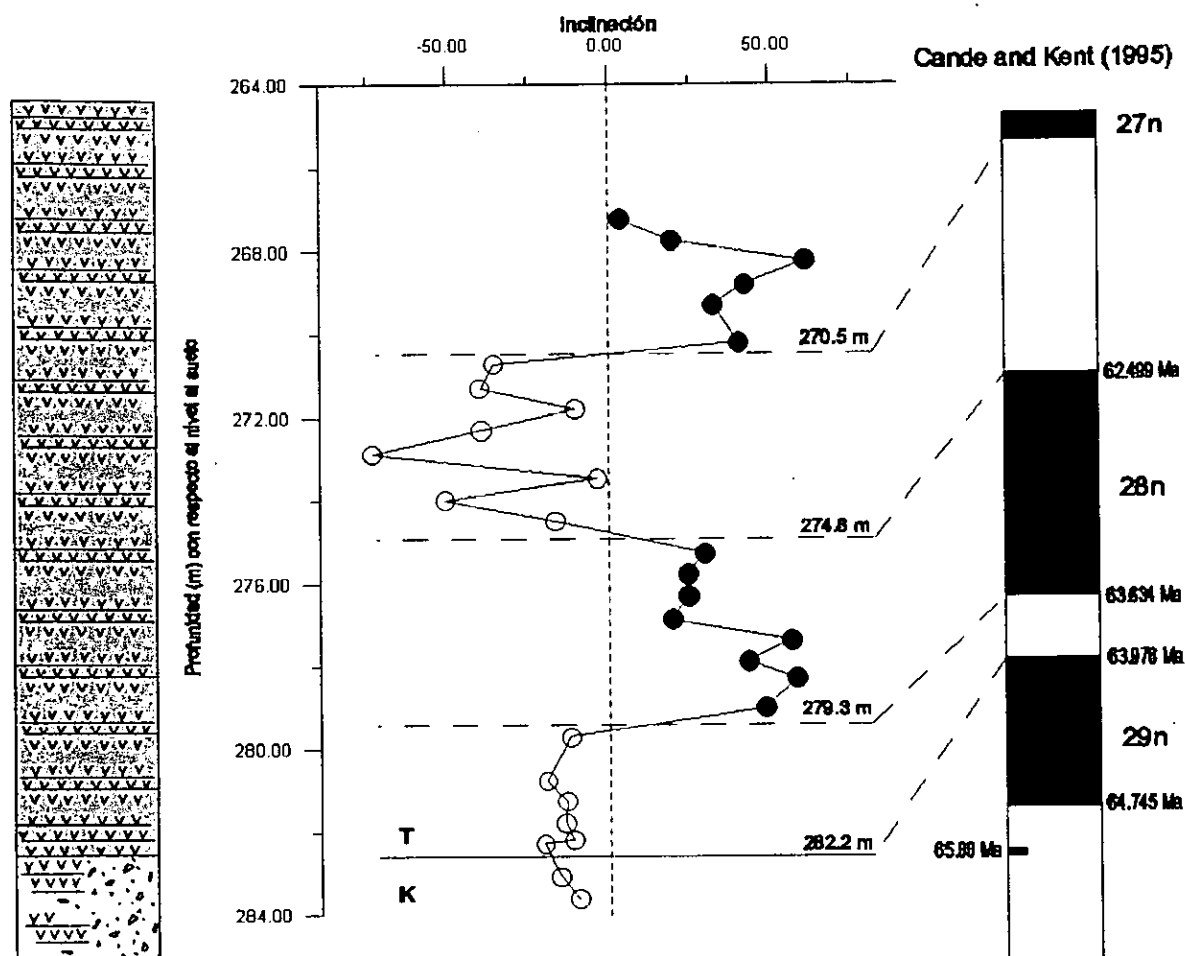 Inclinación
-50.00 0.00 50.00
Cande and Kent (1995)
264.00
268.00
272.00
276.00
280.00
284.00
Profunidad (m) con respecto al nivel al suelo
270.5 m
274.8 m
279.3 m
282.2 m
T
K
27n
62.499 Ma
28n
63.634 Ma
63.976 Ma
29n
64.745 Ma
65.88 Ma